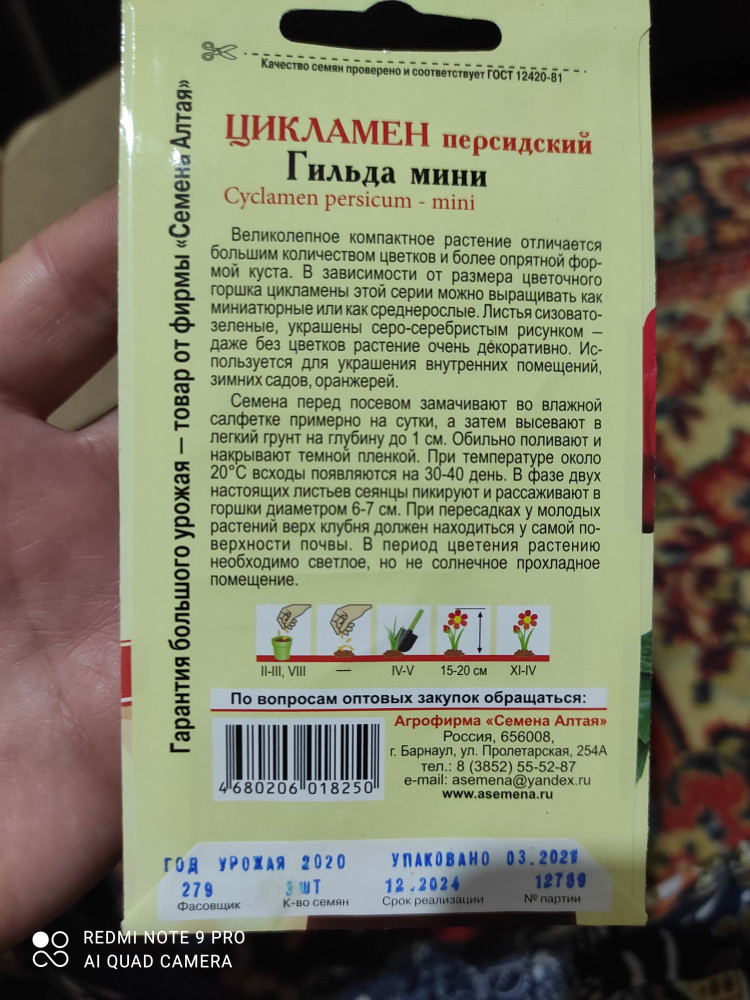 Качество семян проверено и соответствует ГОСТ 12420-81
Гарантия большого урожая — товар от фирмы «Семена Алтая»
ЦИКЛАМЕН персидский
Гильда мини
Cyclamen persicum - mini
Великолепное компактное растение отличается
большим количеством цветков и более опрятной фор-
мой куста. В зависимости от размера цветочного
горшка цикламены этой серии можно выращивать как
миниатюрные или как среднерослые. Листья сизовато-
зеленые, украшены серо-серебристым рисунком –
даже без цветков растение очень декоративно. Ис-
пользуется для украшения внутренних помещений,
зимних садов, оранжерей.
Семена перед посевом замачивают во влажной
салфетке примерно на сутки, а затем высевают в
легкий грунт на глубину до 1 см. Обильно поливают и
накрывают темной пленкой. При температуре около
20°С всходы появляются на 30-40 день. В фазе двух
настоящих листьев сеянцы пикируют и рассаживают в
горшки диаметром 6-7 см. При пересадках у молодых
растений верх клубня должен находиться у самой по-
верхности почвы. В период цветения растению
необходимо светлое, но не солнечное прохладное
помещение.
II-III, VIII — IV-V 15-20 см XI-IV
По вопросам оптовых закупок обращаться:
Агрофирма «Семена Алтая»
Россия, 656008,
г. Барнаул, ул. Пролетарская, 254А
тел.: 8 (3852) 55-52-87
e-mail: asemena@yandex.ru
www.asemena.ru
4680206018250
ГОД УРОЖАЯ 2020 УПАКОВАНО 03.2021
279 3 ШТ 12.2024
Фасовщик К-во семян Срок реализации № партии
REDMI NOTE 9 PRO
AI QUAD CAMERA